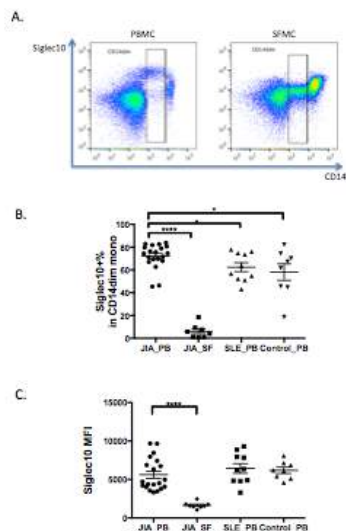 A.
PBMC
SFMC
Siglec10
CD14
B.
Siglec10+%
in CD14dim mono
100
80
60
40
20
0
****
*
*
JIA_PB
JIA_SF
SLE_PB
Control_PB
C.
Siglec10 MFI
15000
10000
5000
0
****
JIA_PB
JIA_SF
SLE_PB
Control_PB